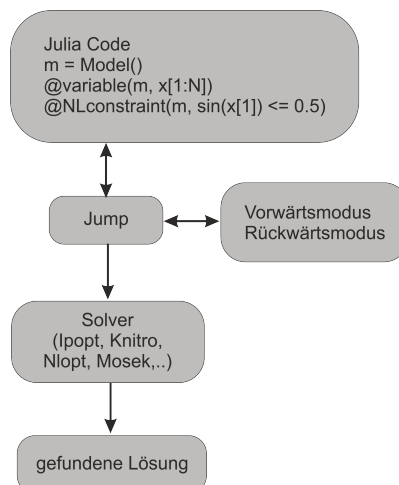 Julia Code
m = Model()
@variable(m, x[1:N])
@NLconstraint(m, sin(x[1]) <= 0.5)
Jump
Vorwärtsmodus
Rückwärtsmodus
Solver
(Ipopt, Knitro,
Nlopt, Mosek,..)
gefundene Lösung